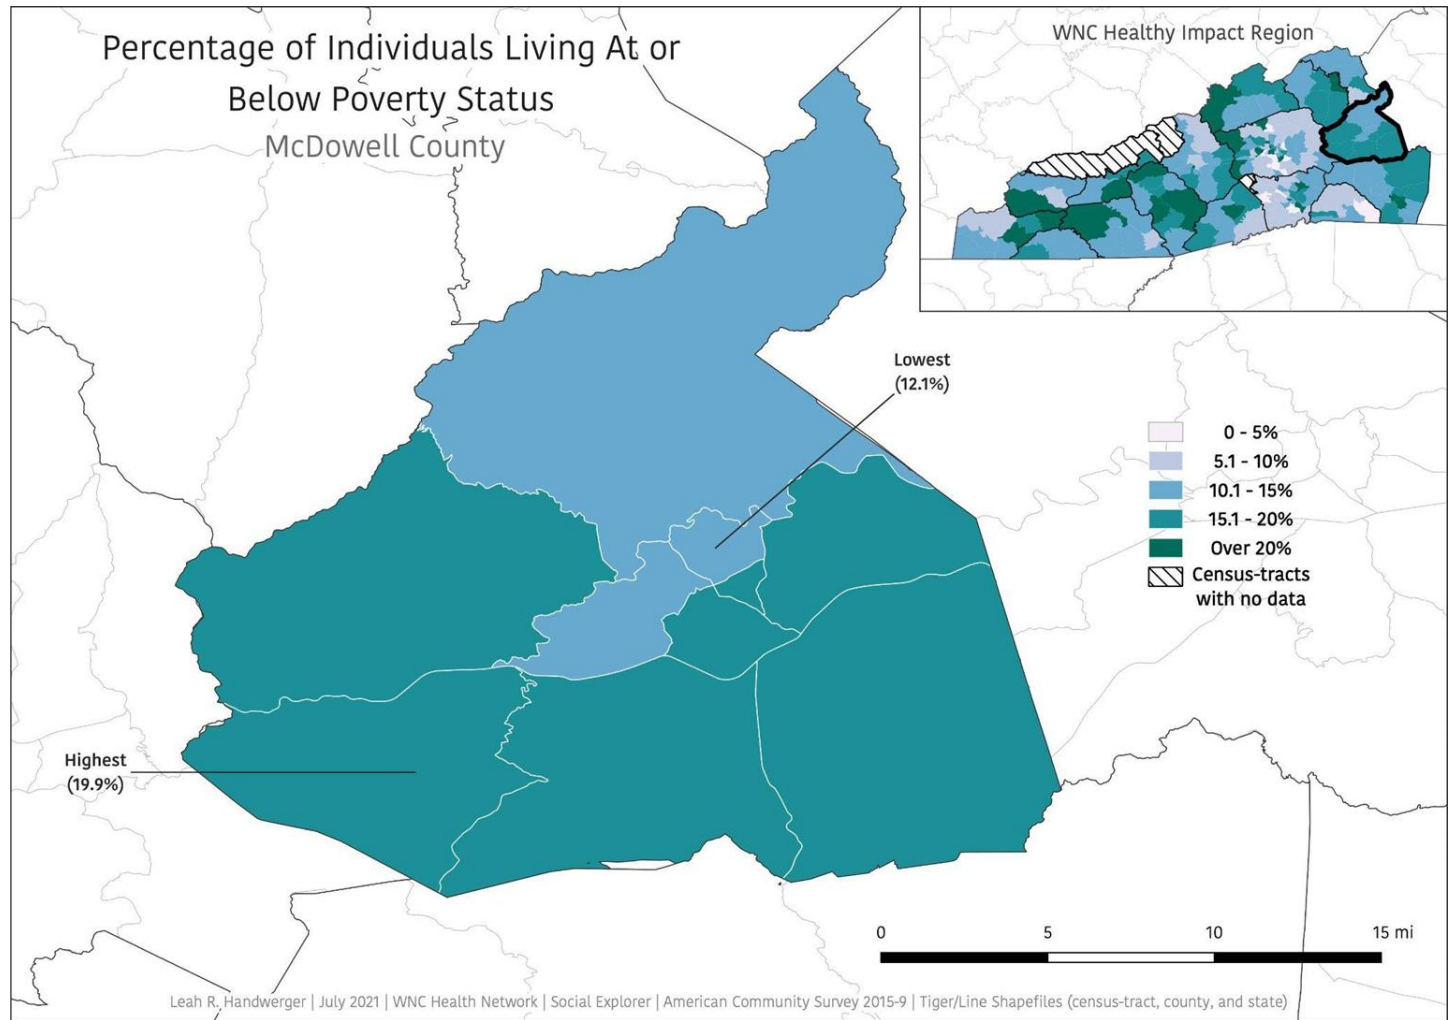 Percentage of Individuals Living At or
Below Poverty Status
McDowell County
WNC Healthy Impact Region
Lowest
(12.1%)
0 - 5%
5.1 - 10%
10.1 - 15%
15.1 - 20%
Over 20%
Census-tracts
with no data
Highest
(19.9%)
0 5 10 15 mi
Leah R. Handwerger | July 2021 | WNC Health Network | Social Explorer | American Community Survey 2015-9 | Tiger/Line Shapefiles (census-tract, county, and state)